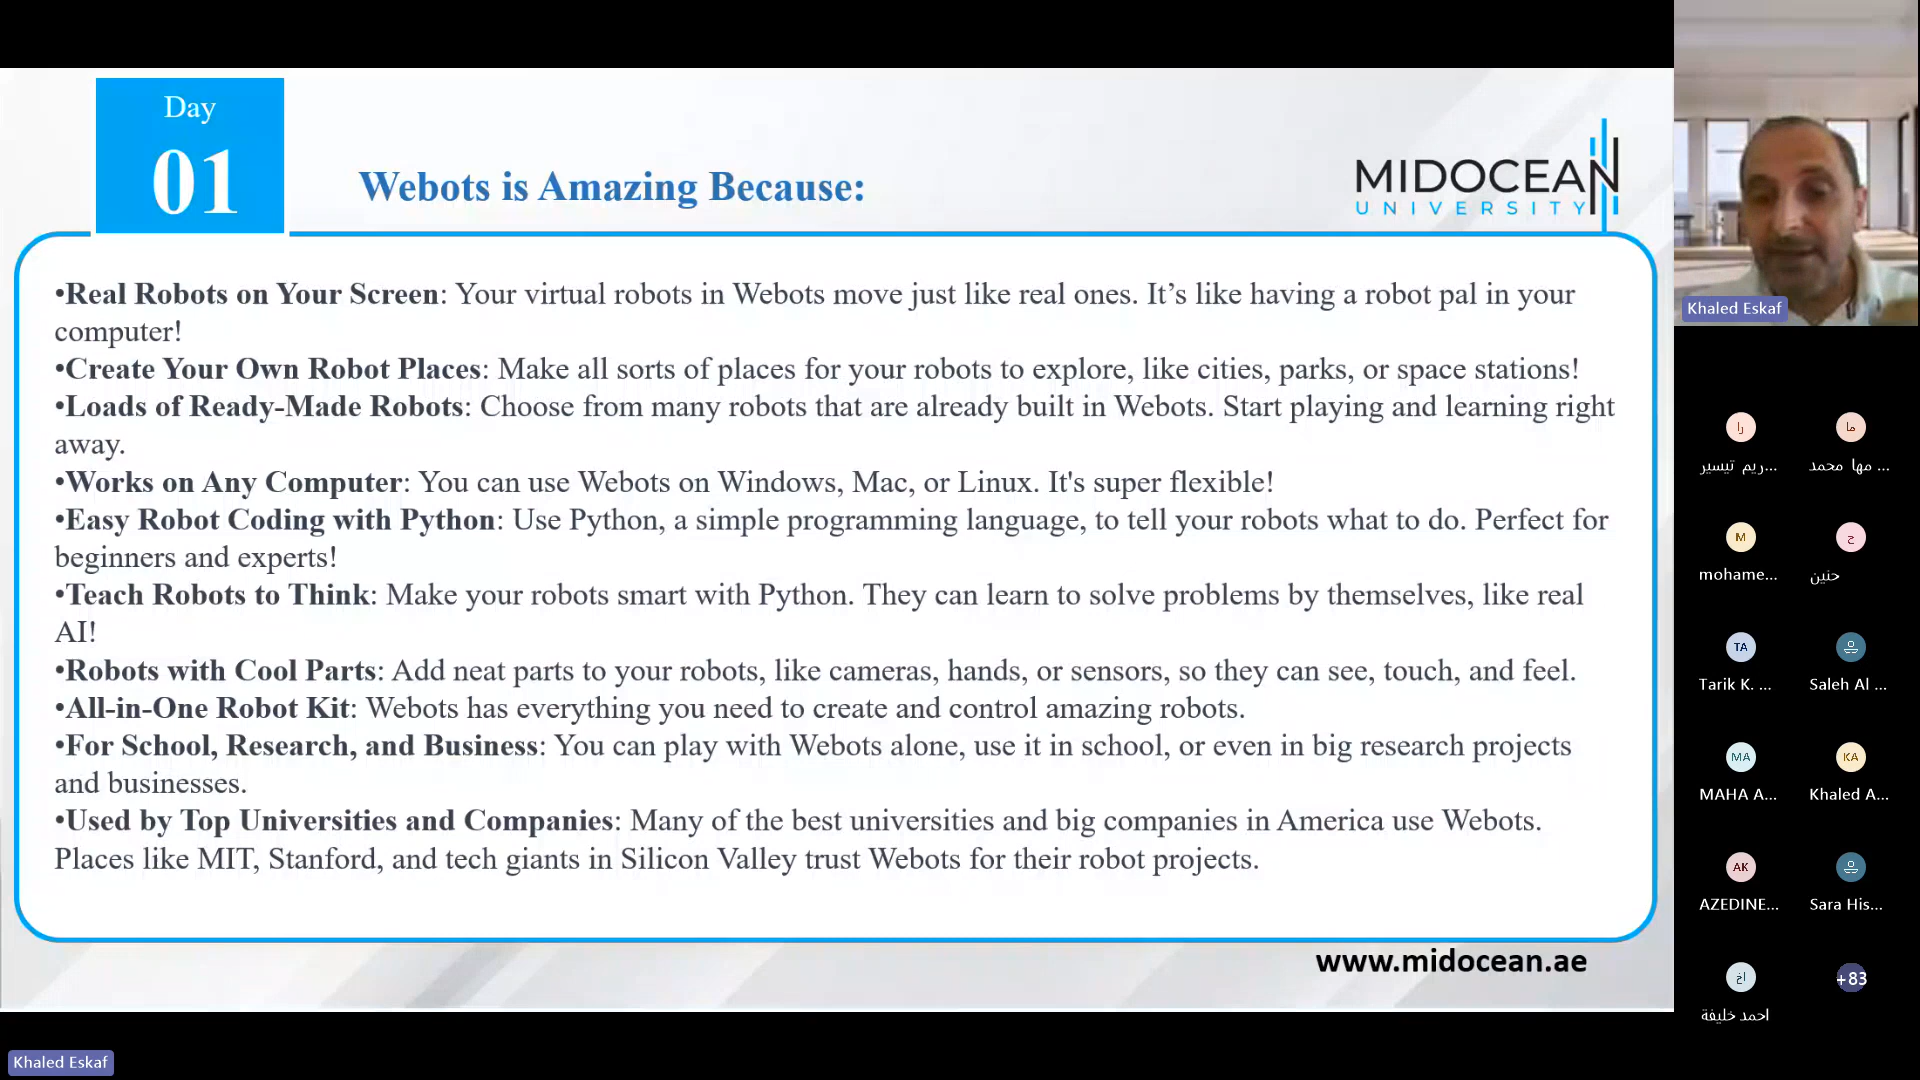 Day
01
Webots is Amazing Because:
MIDOCEAN
UNIVERSITY
•Real Robots on Your Screen: Your virtual robots in Webots move just like real ones. It’s like having a robot pal in your
computer!
•Create Your Own Robot Places: Make all sorts of places for your robots to explore, like cities, parks, or space stations!
•Loads of Ready-Made Robots: Choose from many robots that are already built in Webots. Start playing and learning right
away.
•Works on Any Computer: You can use Webots on Windows, Mac, or Linux. It's super flexible!
•Easy Robot Coding with Python: Use Python, a simple programming language, to tell your robots what to do. Perfect for
beginners and experts!
•Teach Robots to Think: Make your robots smart with Python. They can learn to solve problems by themselves, like real
AI!
•Robots with Cool Parts: Add neat parts to your robots, like cameras, hands, or sensors, so they can see, touch, and feel.
•All-in-One Robot Kit: Webots has everything you need to create and control amazing robots.
•For School, Research, and Business: You can play with Webots alone, use it in school, or even in big research projects
and businesses.
•Used by Top Universities and Companies: Many of the best universities and big companies in America use Webots.
Places like MIT, Stanford, and tech giants in Silicon Valley trust Webots for their robot projects.
www.midocean.ae
Khaled Eskaf
Khaled Eskaf
را
ريم تيسير...
ما
مها محمد ...
M
mohame...
ح
حنين
TA
Tarik K. ...
Saleh Al ...
MA
MAHA A...
KA
Khaled A...
AK
AZEDINE...
Sara His...
اخ
احمد خليفة
+83